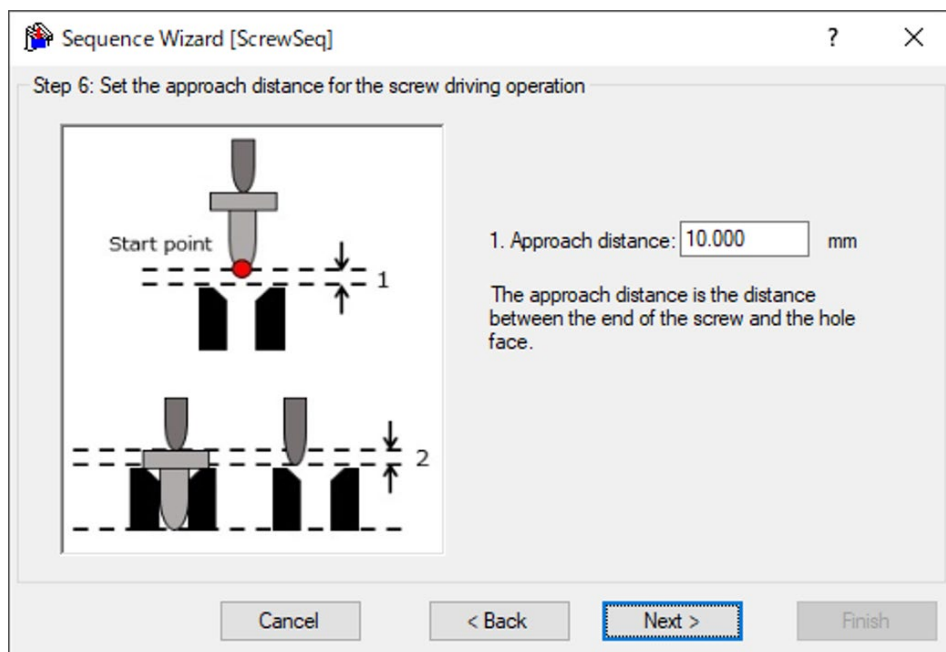 Sequence Wizard [ScrewSeq]
?
Step 6: Set the approach distance for the screw driving operation
Start point
1
2
1. Approach distance: 10.000 mm
The approach distance is the distance
between the end of the screw and the hole
face.
Cancel
< Back
Next >
Finish